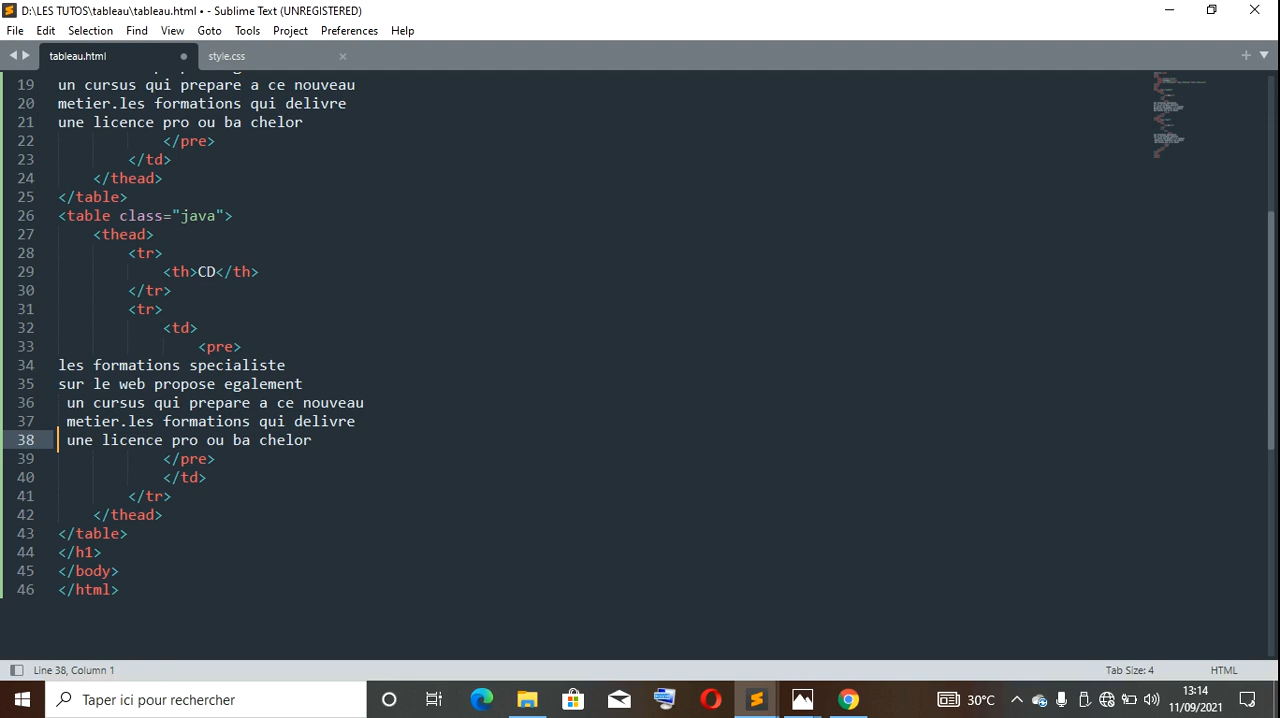 D:\LES TUTOS\tableau\tableau.html • - Sublime Text (UNREGISTERED)
File Edit Selection Find View Goto Tools Project Preferences Help
tableau.html style.css
19 un cursus qui prepare a ce nouveau
20 metier.les formations qui delivre
21 une licence pro ou ba chelor
22 </pre>
23 </td>
24 </thead>
25 </table>
26 <table class="java">
27 <thead>
28 <tr>
29 <th>CD</th>
30 </tr>
31 <tr>
32 <td>
33 <pre>
34 les formations specialiste
35 sur le web propose egalement
36 un cursus qui prepare a ce nouveau
37 metier.les formations qui delivre
38 une licence pro ou ba chelor
39 </pre>
40 </td>
41 </tr>
42 </thead>
43 </table>
44 </h1>
45 </body>
46 </html>
Line 38, Column 1 Tab Size: 4 HTML
Taper ici pour rechercher 30°C 13:14
11/09/2021